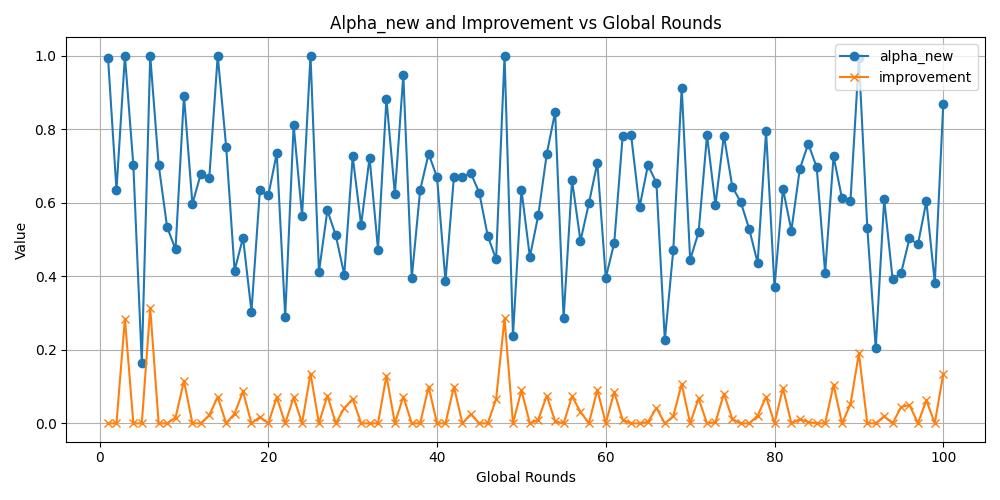 Alpha_new and Improvement vs Global Rounds
alpha_new
improvement
Value
1.0
0.8
0.6
0.4
0.2
0.0
0
20
40
60
80
100
Global Rounds